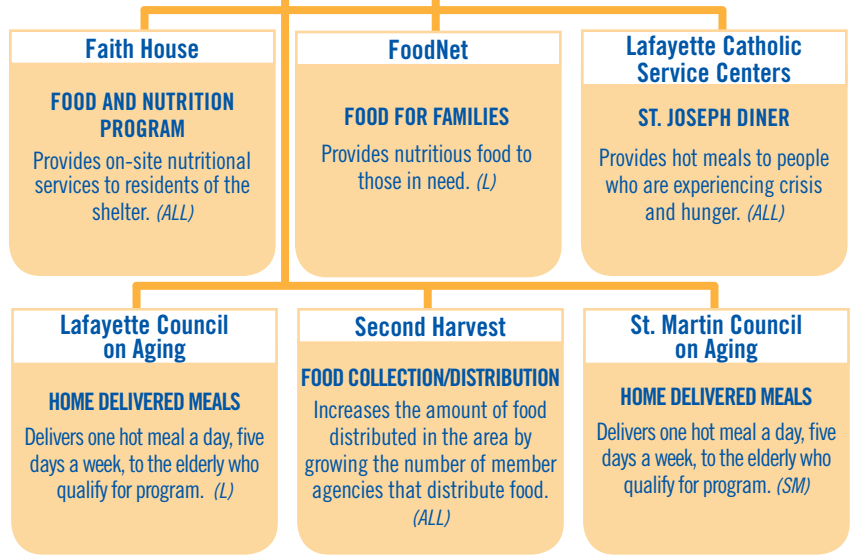 Faith House
FOOD AND NUTRITION
PROGRAM
Provides on-site nutritional
services to residents of the
shelter. (ALL)
FoodNet
FOOD FOR FAMILIES
Provides nutritious food to
those in need. (L)
Lafayette Catholic
Service Centers
ST. JOSEPH DINER
Provides hot meals to people
who are experiencing crisis
and hunger. (ALL)
Lafayette Council
on Aging
HOME DELIVERED MEALS
Delivers one hot meal a day, five
days a week, to the elderly who
qualify for program. (L)
Second Harvest
FOOD COLLECTION/DISTRIBUTION
Increases the amount of food
distributed in the area by
growing the number of member
agencies that distribute food.
(ALL)
St. Martin Council
on Aging
HOME DELIVERED MEALS
Delivers one hot meal a day, five
days a week, to the elderly who
qualify for program. (SM)